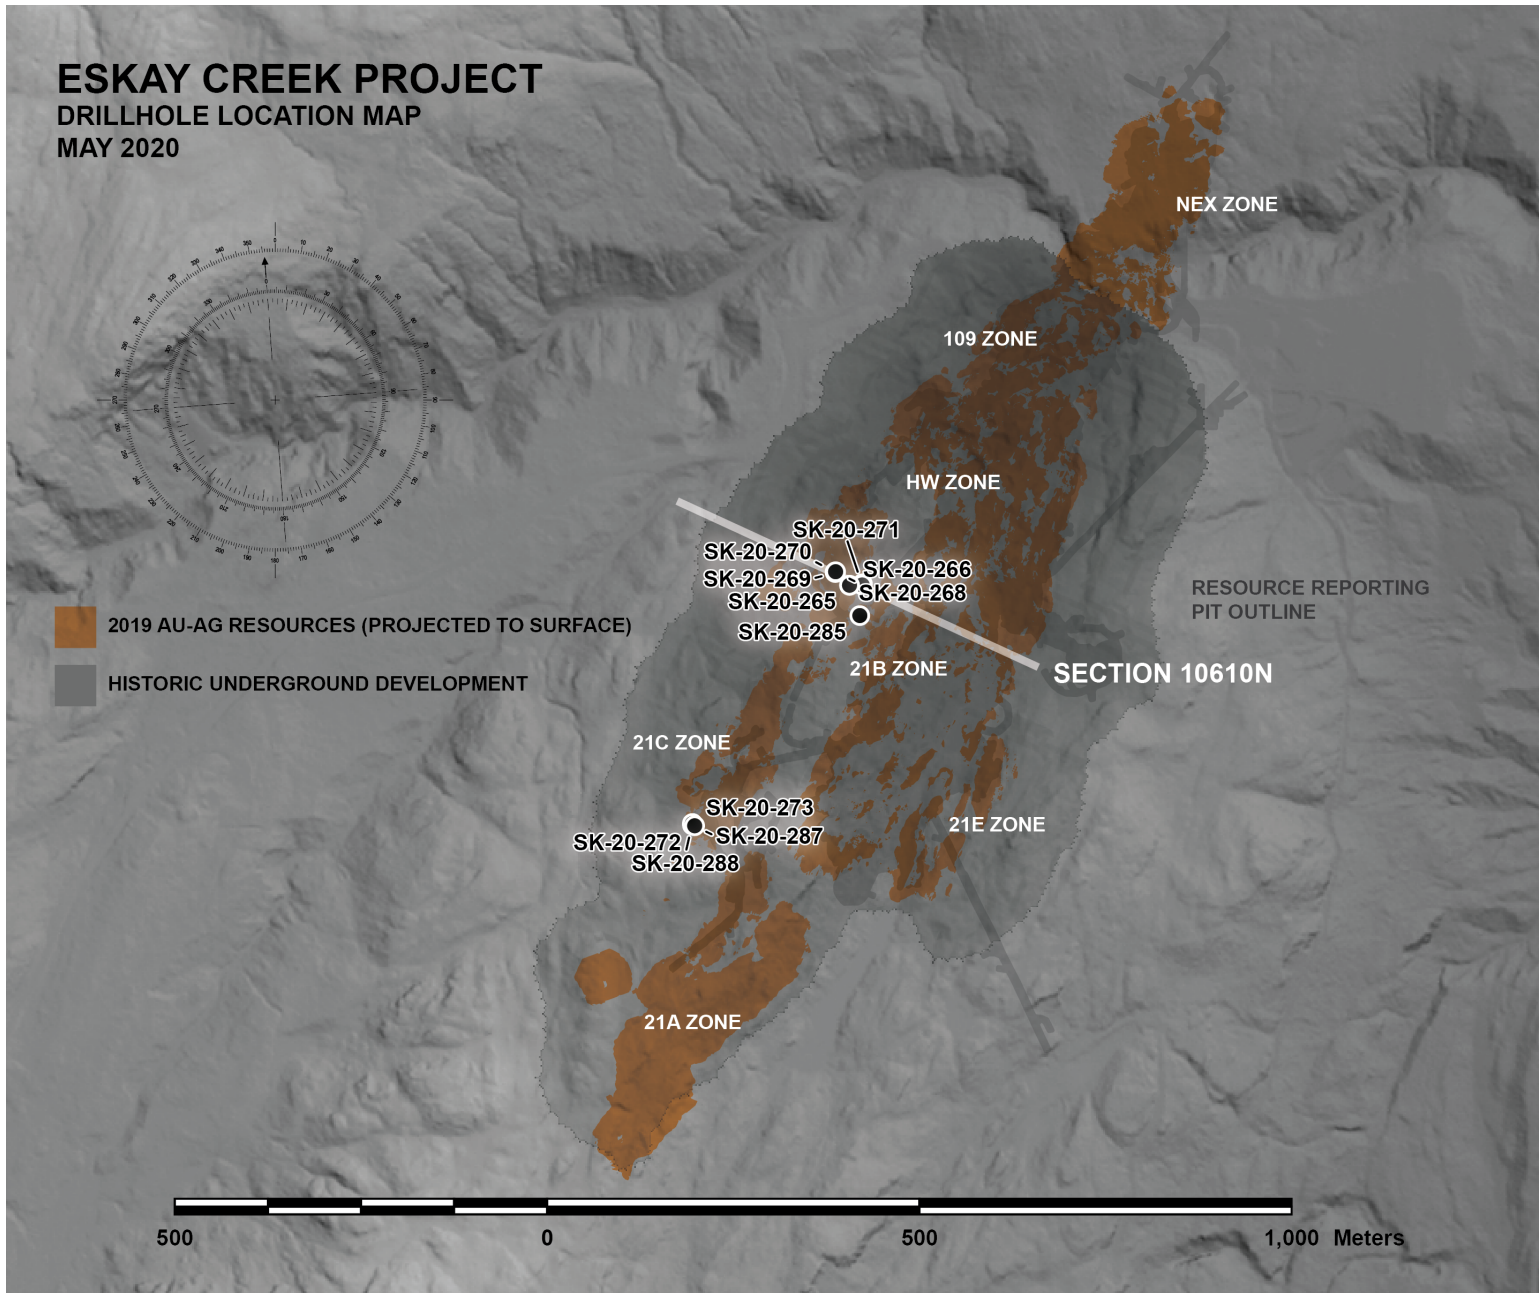 ESKAY CREEK PROJECT
DRILLHOLE LOCATION MAP
MAY 2020
NEX ZONE
109 ZONE
HW ZONE
SK-20-271
SK-20-270
SK-20-266
SK-20-269
SK-20-268
SK-20-265
SK-20-285
RESOURCE REPORTING
PIT OUTLINE
2019 AU-AG RESOURCES (PROJECTED TO SURFACE)
21B ZONE
SECTION 10610N
HISTORIC UNDERGROUND DEVELOPMENT
21C ZONE
SK-20-273
21E ZONE
SK-20-287
SK-20-272
SK-20-288
21A ZONE
500 0 500 1,000 Meters